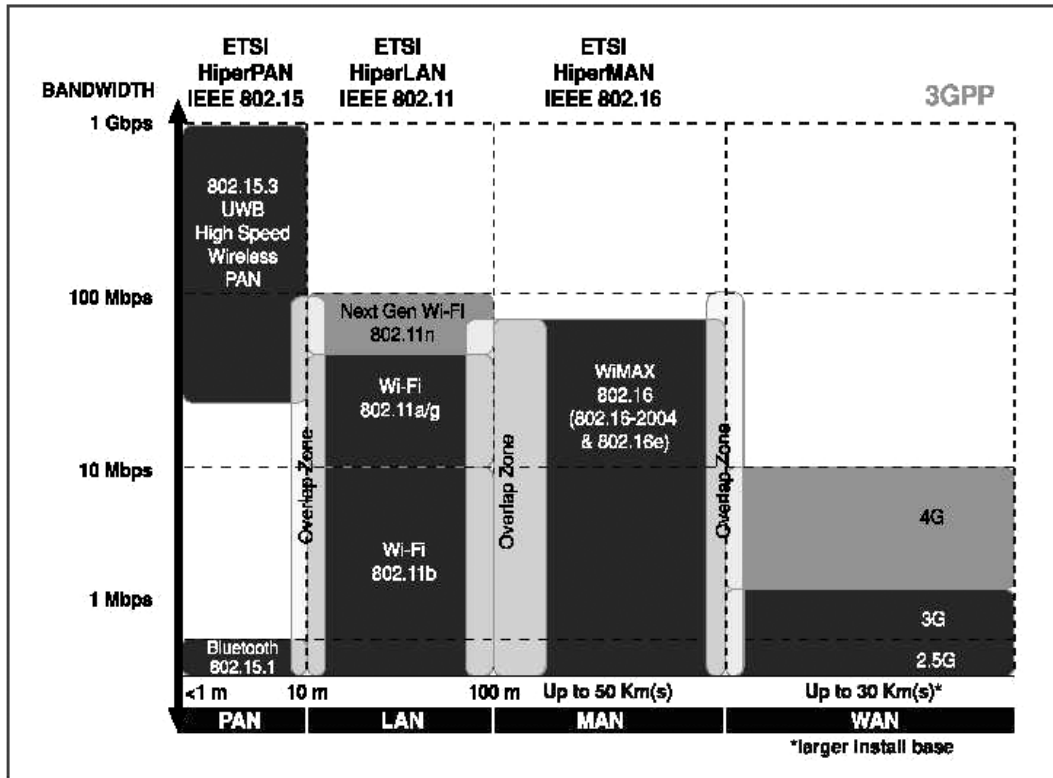 ETSI
HiperPAN
IEEE 802.15
ETSI
HiperLAN
IEEE 802.11
ETSI
HiperMAN
IEEE 802.16
3GPP
BANDWIDTH
1 Gbps
100 Mbps
10 Mbps
1 Mbps
802.15.3
UWB
High Speed
Wireless
PAN
Bluetooth
802.15.1
Overlap Zone
Next Gen Wi-Fi
802.11n
Wi-Fi
802.11a/g
Wi-Fi
802.11b
Overlap Zone
WiMAX
802.16
(802.16-2004
& 802.16e)
Overlap Zone
4G
3G
2.5G
<1 m
10 m
100 m
Up to 50 Km(s)
Up to 30 Km(s)*
PAN
LAN
MAN
WAN
*larger install base